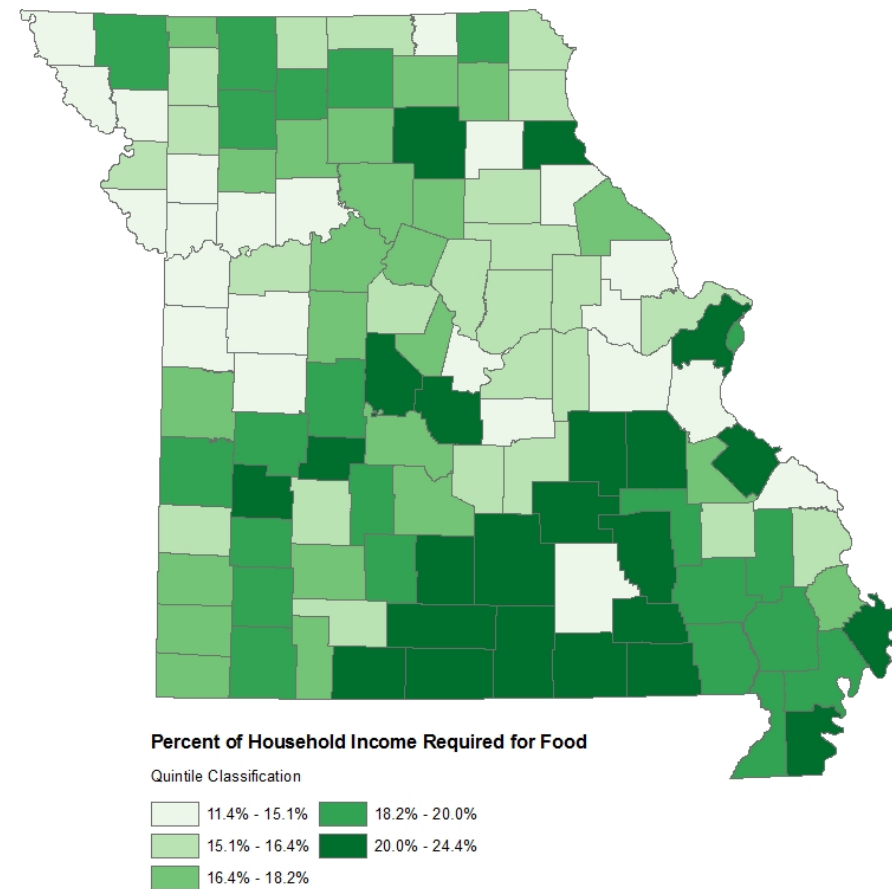 Percent of Household Income Required for Food
Quintile Classification
11.4% - 15.1%
15.1% - 16.4%
16.4% - 18.2%
18.2% - 20.0%
20.0% - 24.4%